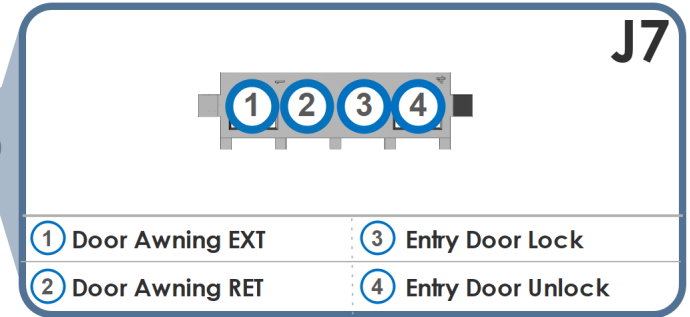 J7
1 2 3 4
1 Door Awning EXT
3 Entry Door Lock
2 Door Awning RET
4 Entry Door Unlock